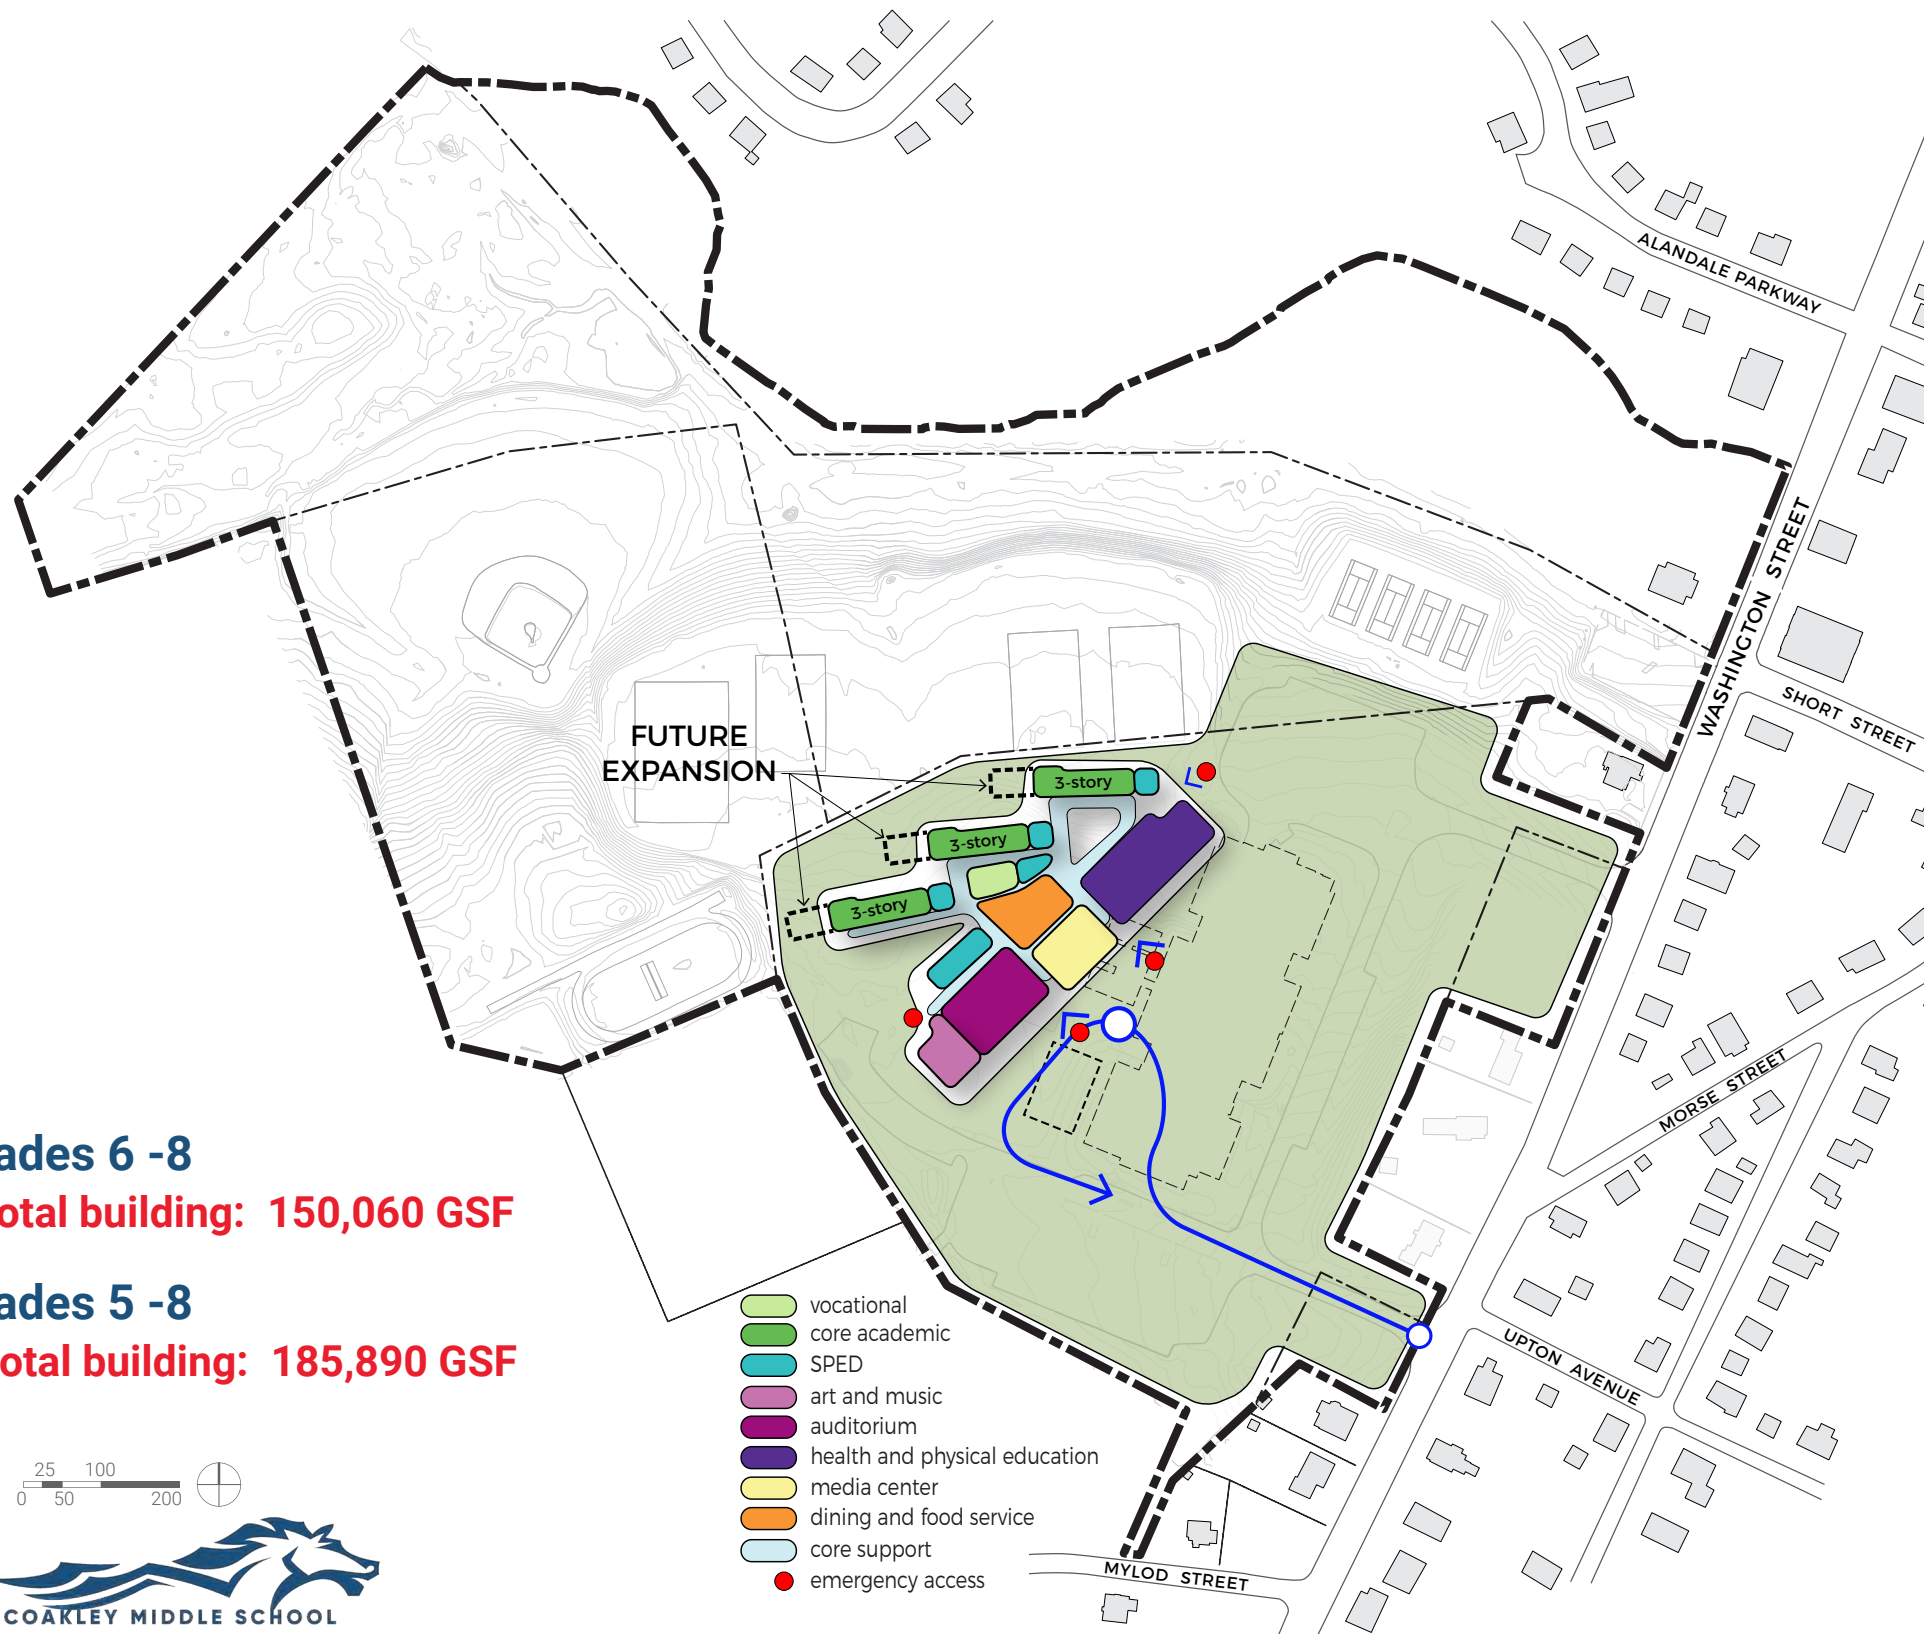 ALANDALE PARKWAY
WASHINGTON STREET
SHORT STREET
FUTURE
EXPANSION
3-story
3-story
3-story
MORSE STREET
ades 6 -8
otal building: 150,060 GSF
ades 5 -8
otal building: 185,890 GSF
UPTON AVENUE
vocational
core academic
SPED
art and music
auditorium
health and physical education
media center
dining and food service
core support
emergency access
25 100
0 50 200
COAKLEY MIDDLE SCHOOL
MYLOD STREET